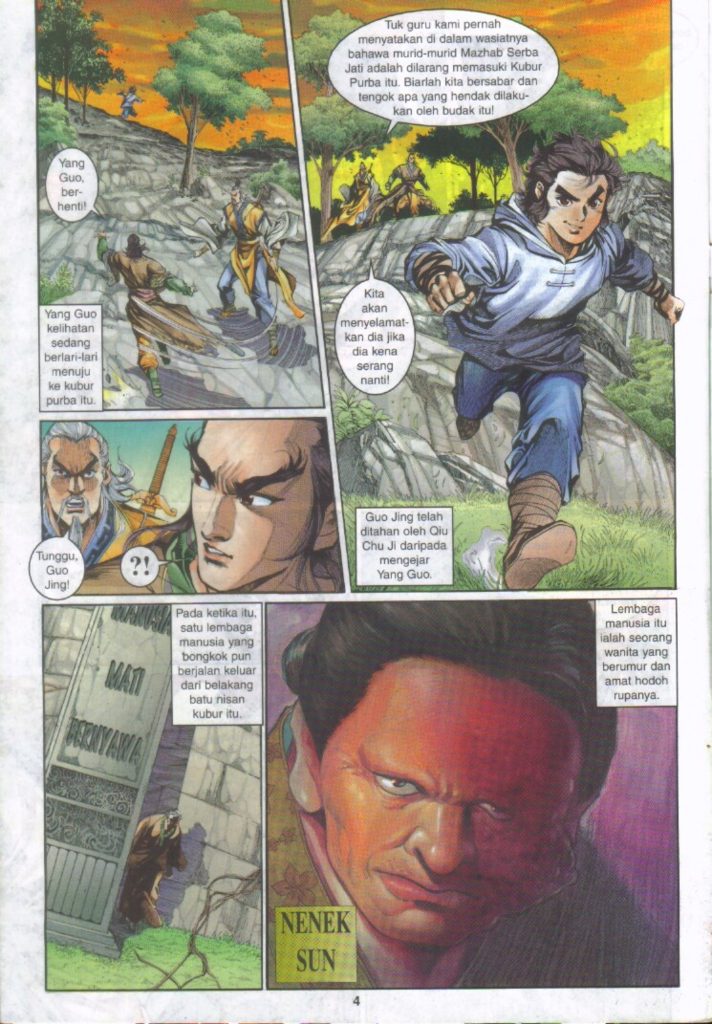 Yang
Guo,
ber-
henti!
Yang Guo
kelihatan
sedang
berlari-lari
menuju
ke kubur
purba itu.
Tuk guru kami pernah
menyatakan di dalam wasiatnya
bahawa murid-murid Mazhab Serba
Jati adalah dilarang memasuki Kubur
Purba itu. Biarlah kita bersabar dan
tengok apa yang hendak dilaku-
kan oleh budak itu!
Kita
akan
menyelamat-
kan dia jika
dia kena
serang
nanti!
Guo Jing telah
ditahan oleh Qiu
Chu Ji daripada
mengejar
Yang Guo.
Tunggu,
Guo
Jing!
?!
Pada ketika itu,
satu lembaga
manusia yang
bongkok pun
berjalan keluar
dari belakang
batu nisan
kubur itu.
MANUSIA
MATI
BERNYAWA
Lembaga
manusia itu
ialah seorang
wanita yang
berumur dan
amat hodoh
rupanya.
NENEK
SUN
4